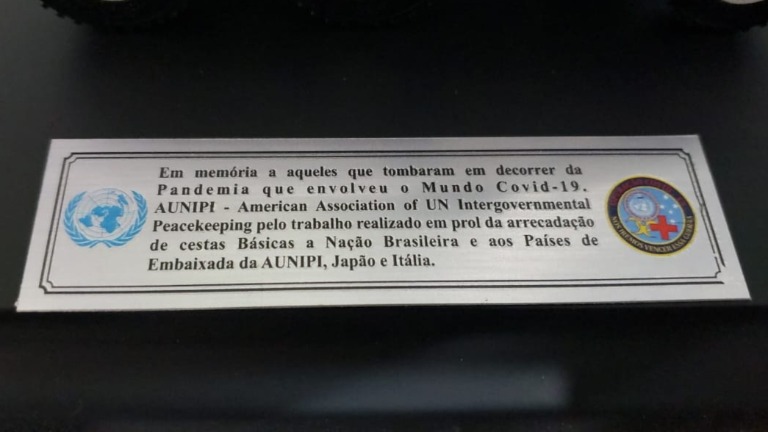 Em memória a aqueles que tombaram em decorrer da
Pandemia que envolveu o Mundo Covid-19.
AUNIPI - American Association of UN Intergovernmental
Peacekeeping pelo trabalho realizado em prol da arrecadação
de cestas Básicas a Nação Brasileira e aos Países de
Embaixada da AUNIPI, Japão e Itália.